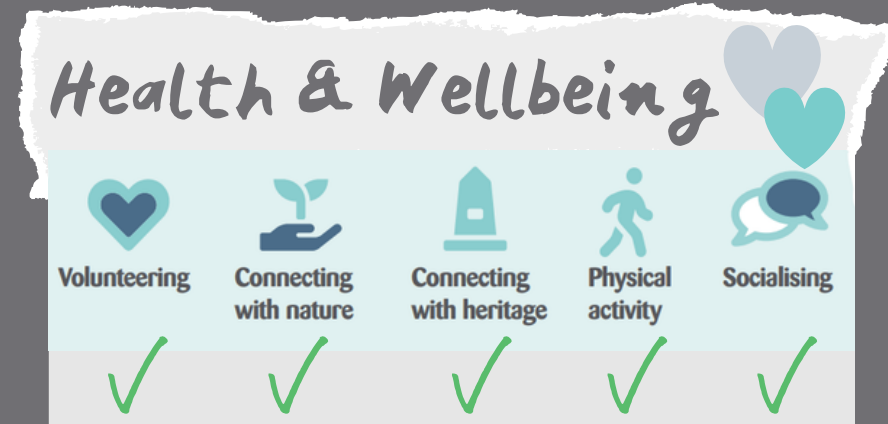 Health & Wellbeing
Volunteering
Connecting
with nature
Connecting
with heritage
Physical
activity
Socialising